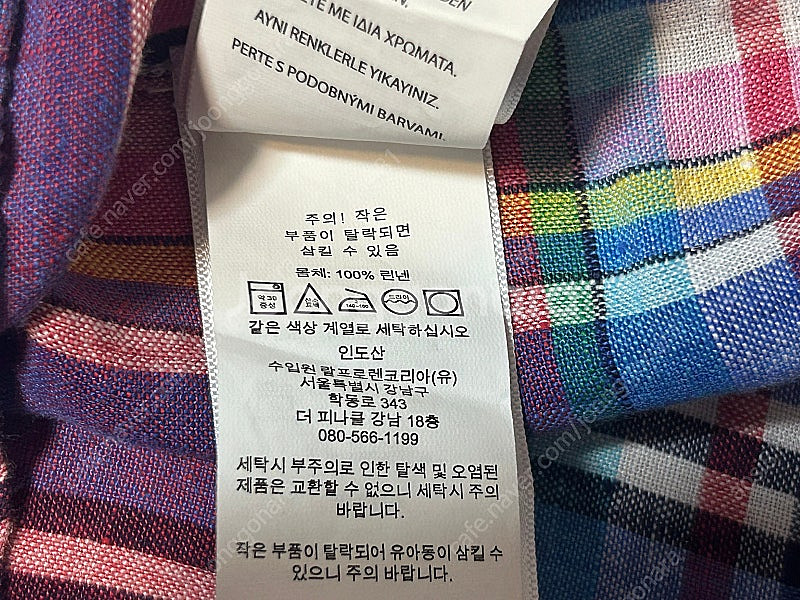 ΜΕ ΙΔΙΑ ΧΡΩΜΑΤΑ.
AYNI RENKLERLE YIKAYINIZ.
PERTE S PODOBNÝMI BARVAMI.
주의! 작은
부품이 탈락되면
삼킬 수 있음
몸체: 100% 린넨
약 30
중성
산소
표백
140~160
드라이
같은 색상 계열로 세탁하십시오
인도산
수입원 랄프로렌코리아(유)
서울특별시 강남구
학동로 343
더 피나클 강남 18층
080-566-1199
세탁시 부주의로 인한 탈색 및 오염된
제품은 교환할 수 없으니 세탁시 주의
바랍니다.
작은 부품이 탈락되어 유아동이 삼킬 수
있으니 주의 바랍니다.